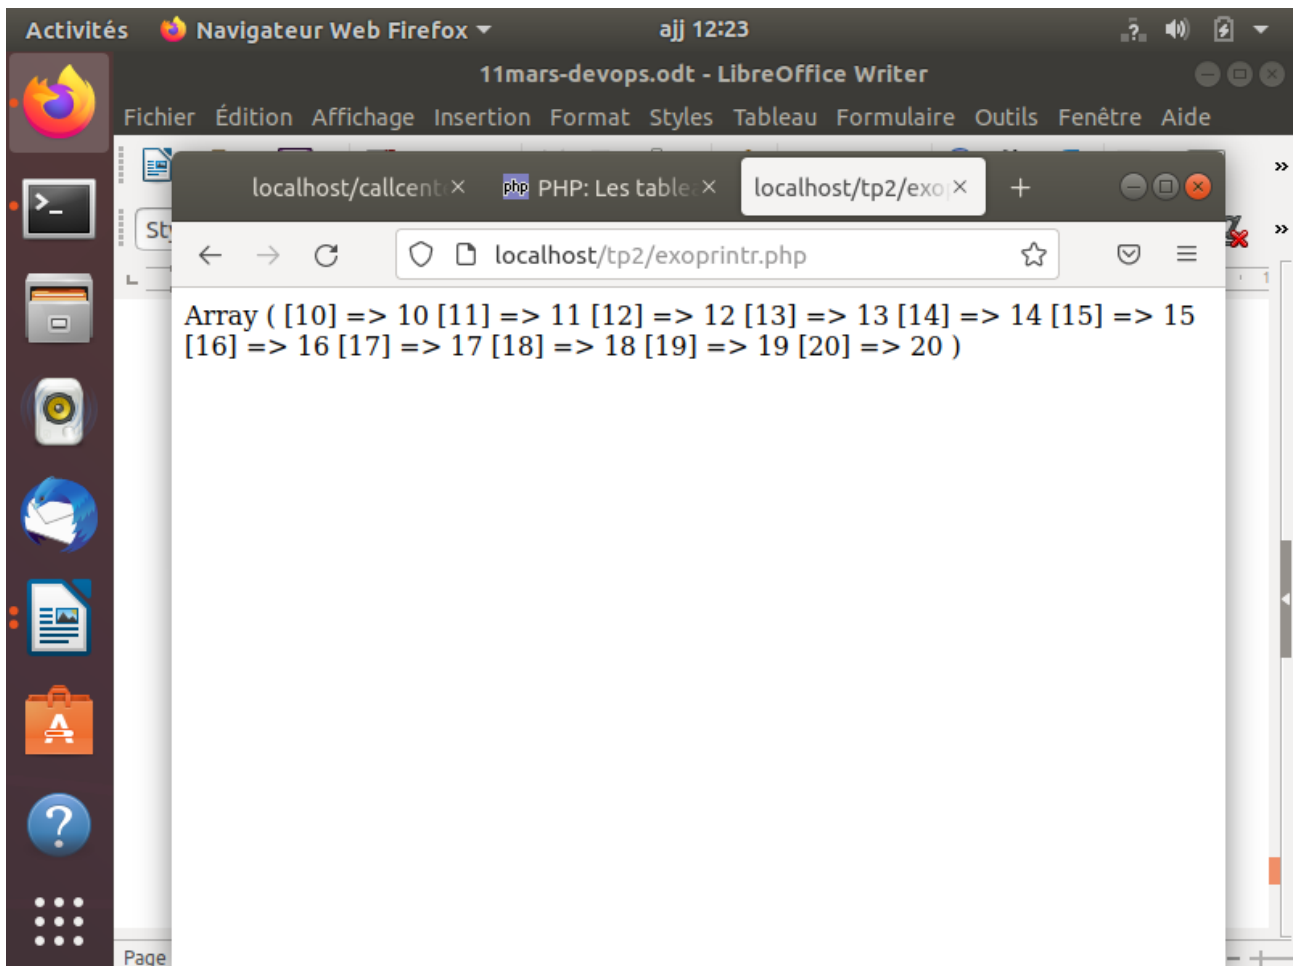 Activités Navigateur Web Firefox ajj 12:23
11mars-devops.odt - LibreOffice Writer
Fichier Édition Affichage Insertion Format Styles Tableau Formulaire Outils Fenêtre Aide
localhost/callcent PHP: Les table localhost/tp2/exo
localhost/tp2/exoprintr.php
Array ( [10] => 10 [11] => 11 [12] => 12 [13] => 13 [14] => 14 [15] => 15
[16] => 16 [17] => 17 [18] => 18 [19] => 19 [20] => 20 )
Page